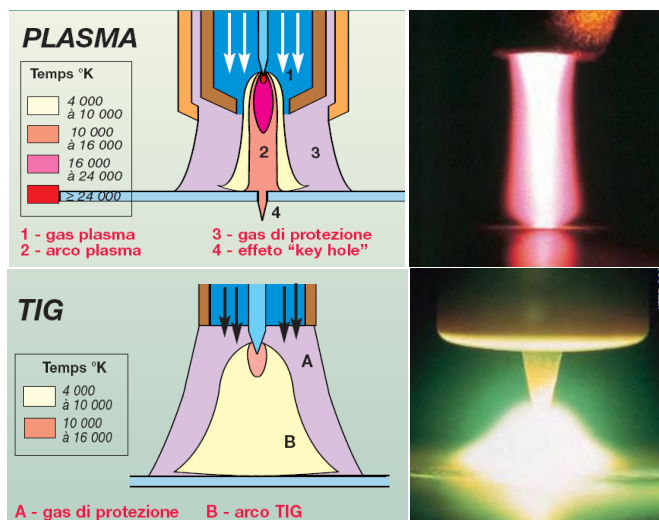 PLASMA
Temps °K
4 000
à 10 000
10 000
à 16 000
16 000
à 24 000
≥ 24 000
1
2
3
4
1 - gas plasma
2 - arco plasma
3 - gas di protezione
4 - effeto “key hole”
TIG
Temps °K
4 000
à 10 000
10 000
à 16 000
A
B
A - gas di protezione
B - arco TIG